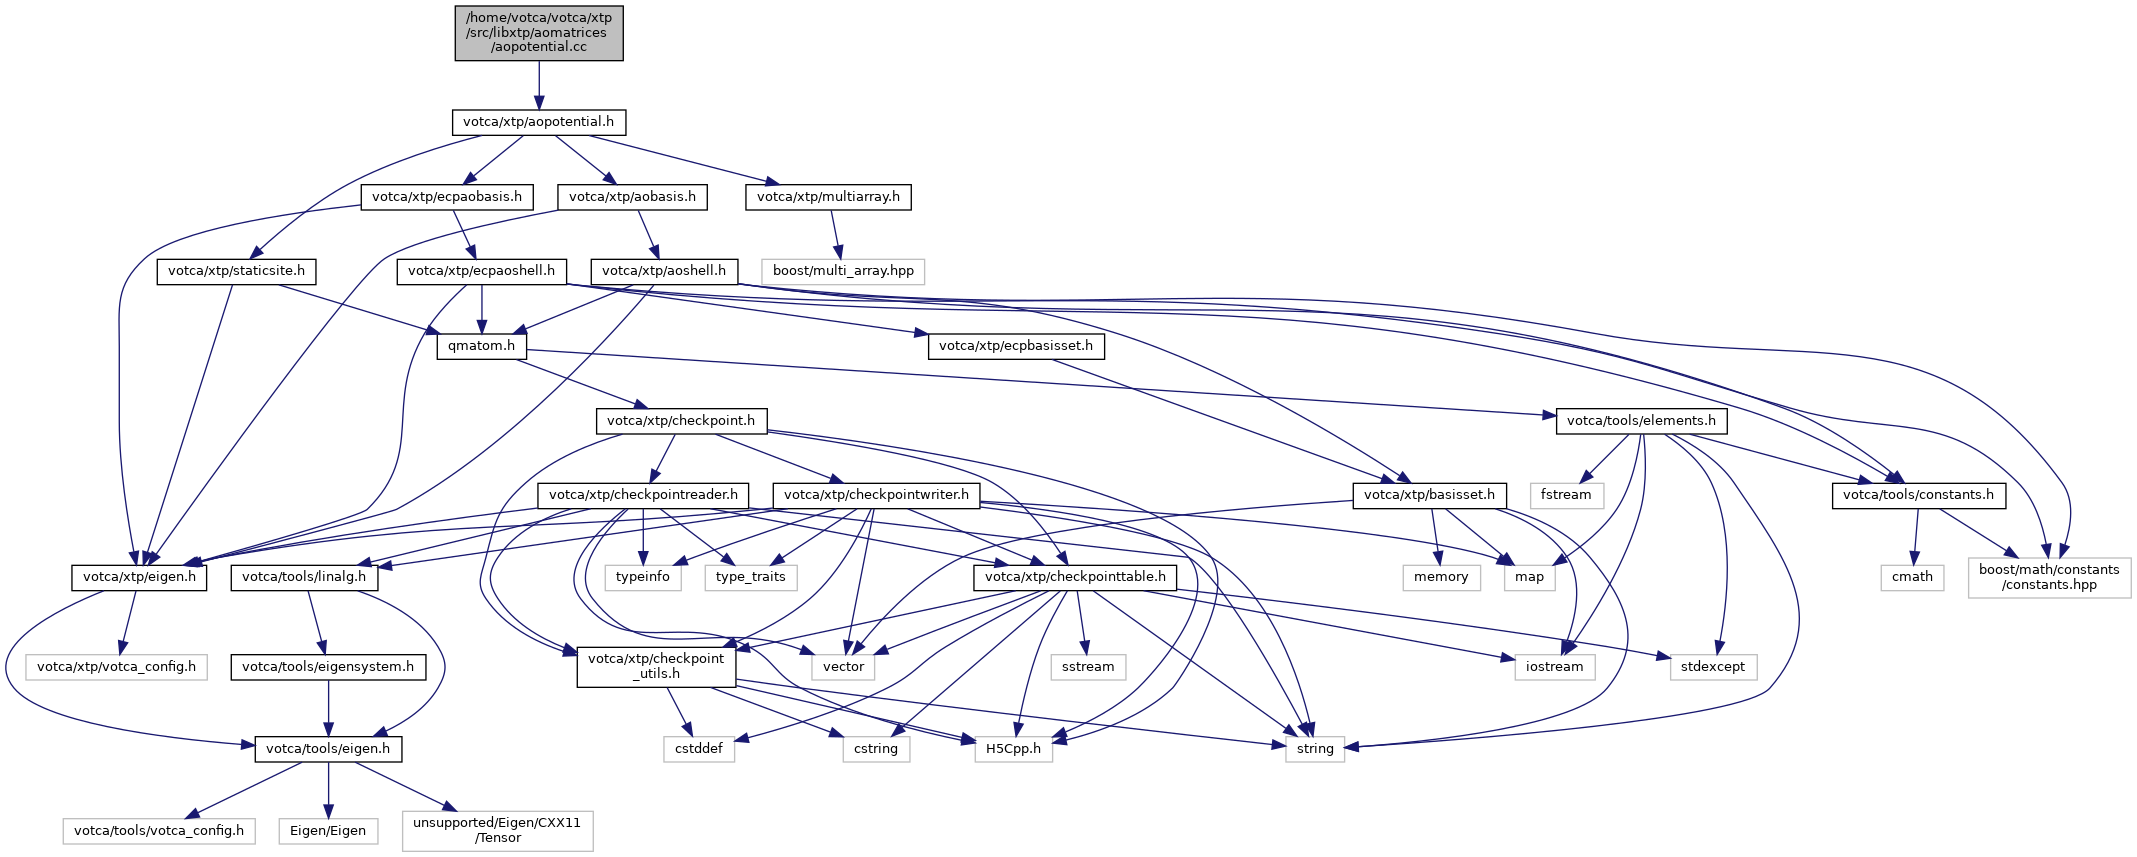 /home/votca/votca/xtp
/src/libxtp/aomatrices
/aopotential.cc
votca/xtp/aopotential.h
votca/xtp/ecpaobasis.h
votca/xtp/aobasis.h
votca/xtp/multiarray.h
votca/xtp/staticsite.h
votca/xtp/ecpaoshell.h
votca/xtp/aoshell.h
boost/multi_array.hpp
qmatom.h
votca/xtp/ecpbasisset.h
votca/xtp/checkpoint.h
votca/tools/elements.h
votca/xtp/checkpointreader.h
votca/xtp/checkpointwriter.h
votca/xtp/basisset.h
fstream
votca/tools/constants.h
votca/xtp/eigen.h
votca/tools/linalg.h
typeinfo
type_traits
votca/xtp/checkpointtable.h
memory
map
cmath
boost/math/constants
/constants.hpp
votca/xtp/votca_config.h
votca/tools/eigensystem.h
votca/xtp/checkpoint
_utils.h
vector
sstream
iostream
stdexcept
votca/tools/eigen.h
cstddef
cstring
H5Cpp.h
string
votca/tools/votca_config.h
Eigen/Eigen
unsupported/Eigen/CXX11
/Tensor